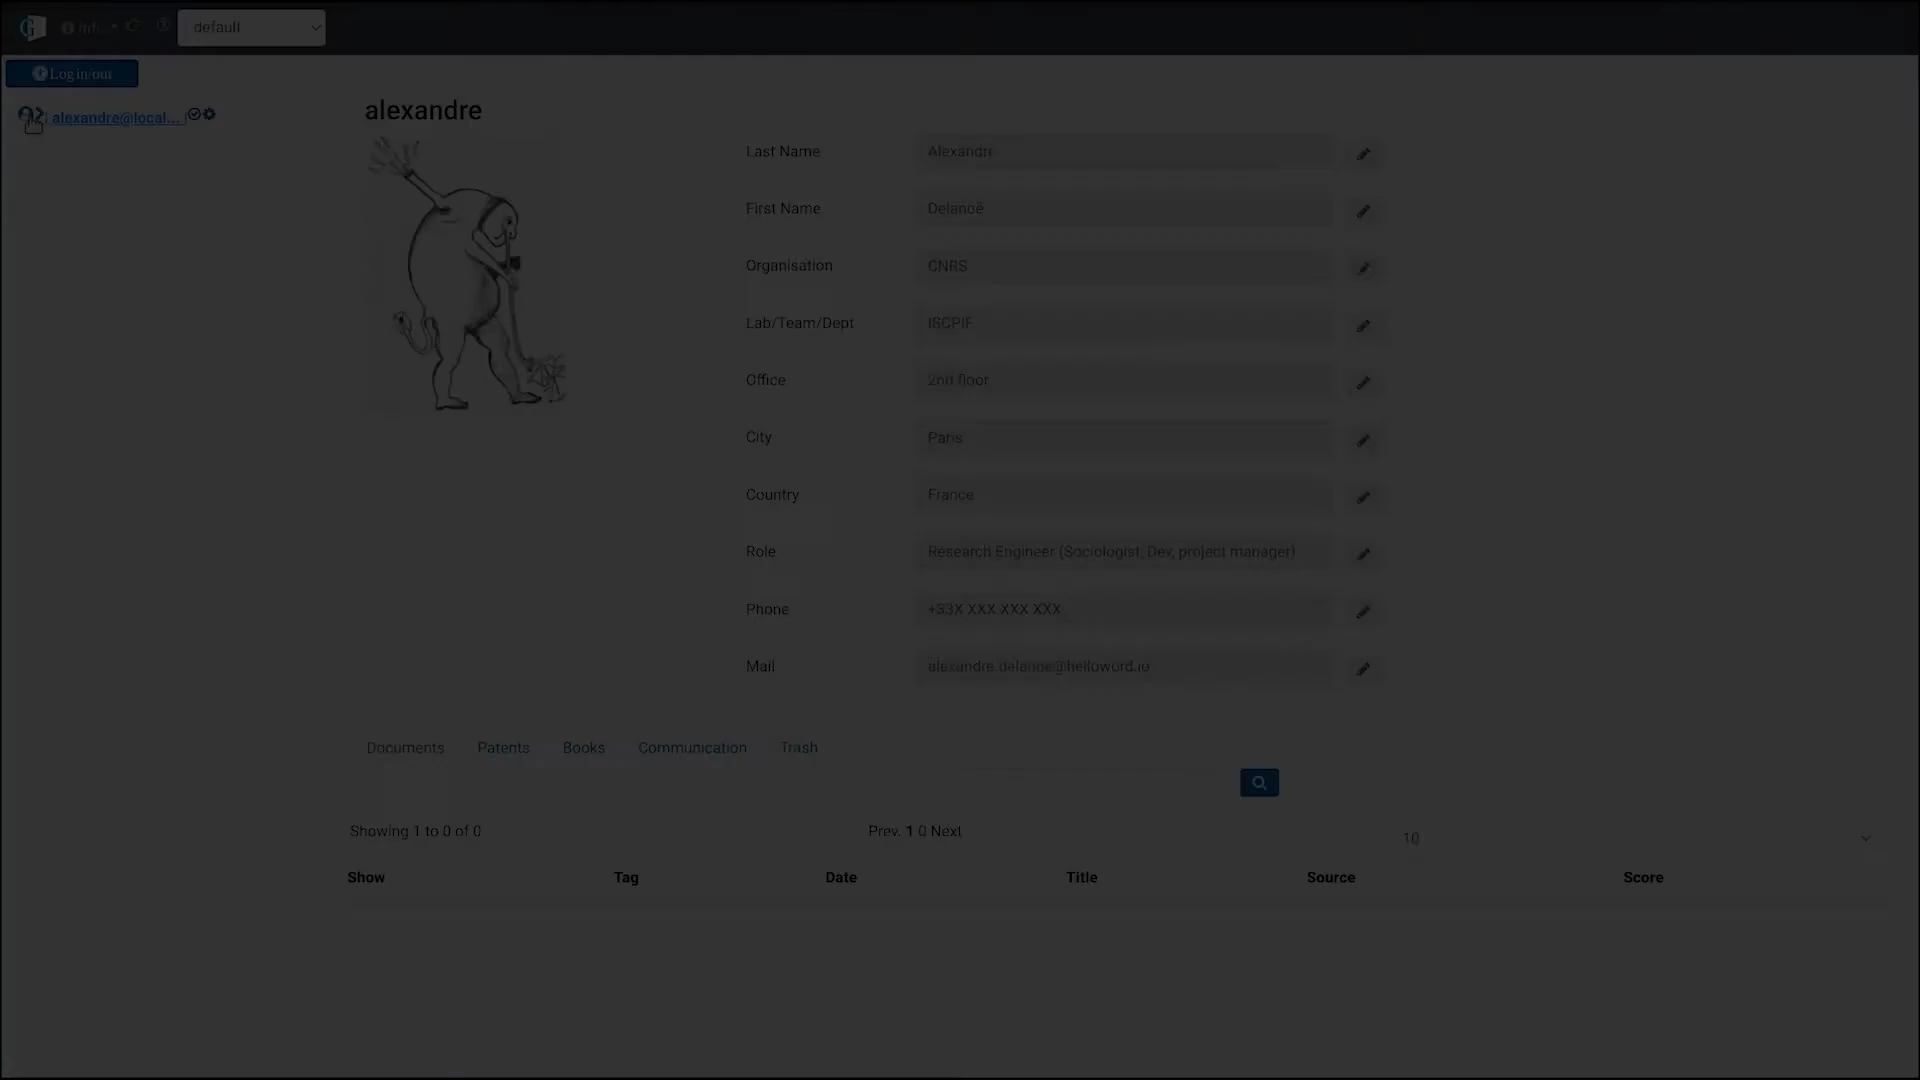 Info
default
Log in/out
alexandre@local...
alexandre
Last Name Alexandre
First Name Delanoë
Organisation CNRS
Lab/Team/Dept ISCPIF
Office 2nd floor
City Paris
Country France
Role Research Engineer (Sociologist, Dev, project manager)
Phone +33X XXX XXX XXX
Mail alexandre.delanoe@helloword.io
Documents Patents Books Communication Trash
Showing 1 to 0 of 0 Prev. 1 0 Next 10
Show Tag Date Title Source Score